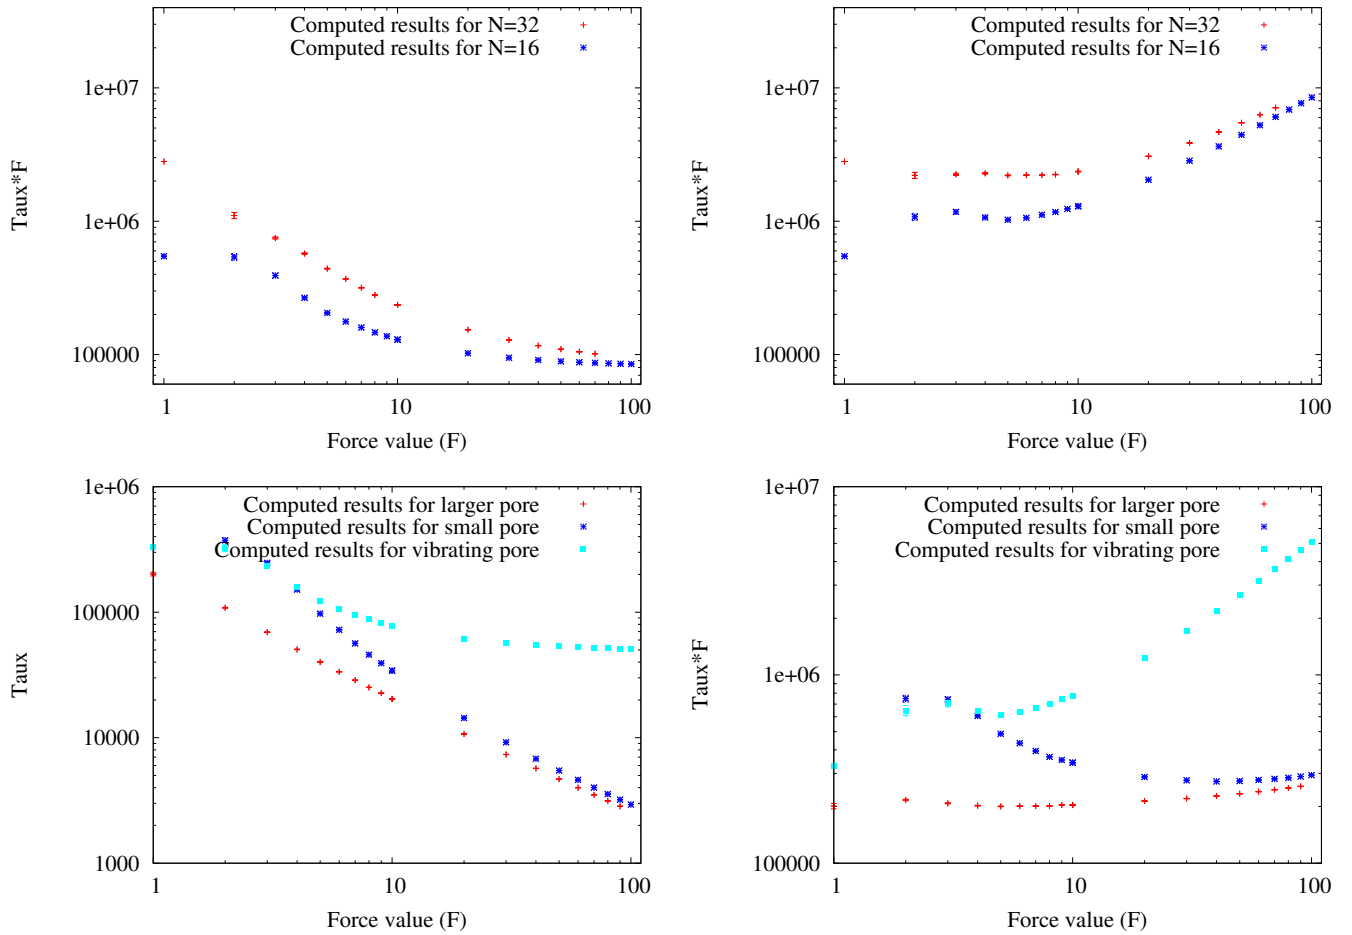 Computed results for N=32
Computed results for N=16
1e+07
1e+06
100000
Taux*F
1 10 100
Force value (F)
Computed results for N=32
Computed results for N=16
1e+07
1e+06
100000
Taux*F
1 10 100
Force value (F)
1e+06
Computed results for larger pore
Computed results for small pore
Computed results for vibrating pore
100000
10000
1000
Taux
1 10 100
Force value (F)
1e+07
Computed results for larger pore
Computed results for small pore
Computed results for vibrating pore
1e+06
100000
Taux*F
1 10 100
Force value (F)